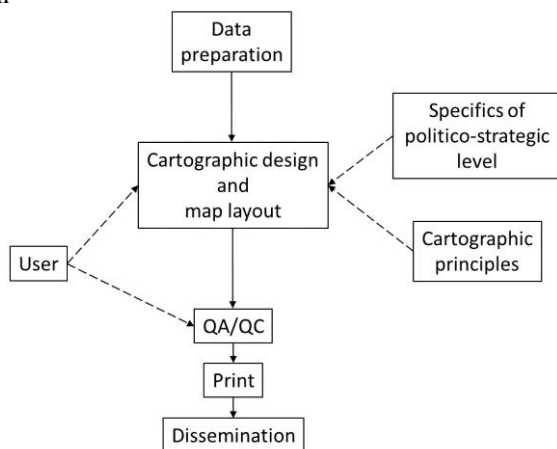 Data
preparation
Specifics of
politico-strategic
level
Cartographic design
and
map layout
Cartographic
principles
User
QA/QC
Print
Dissemination